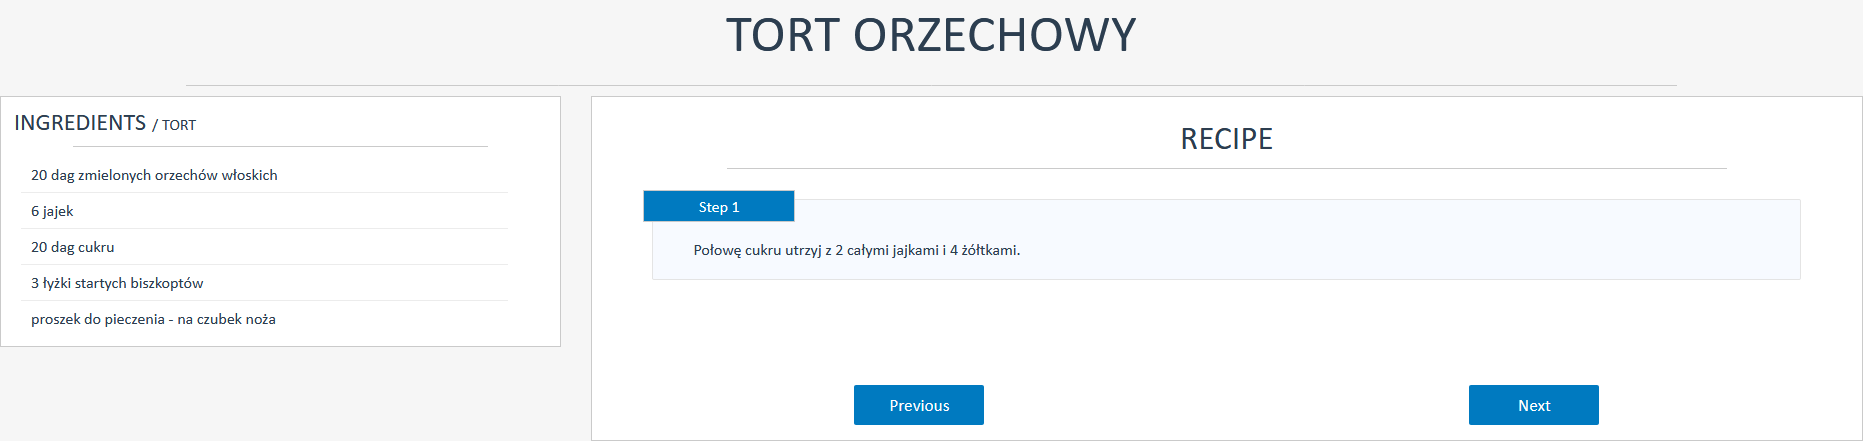 TORT ORZECHOWY
INGREDIENTS / TORT
20 dag zmielonych orzechów włoskich
6 jajek
20 dag cukru
3 łyżki startych biszkoptów
proszek do pieczenia - na czubek noża
RECIPE
Step 1
Połowę cukru utrzyj z 2 całymi jajkami i 4 żółtkami.
Previous
Next